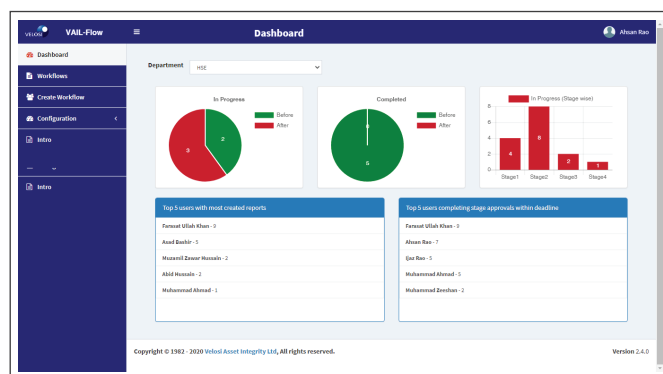 VELOSI VAIL-Flow Dashboard Ahsan Rao
Dashboard
Workflows
Create Workflow
Configuration
Intro
Intro
Department HSE
In Progress
Before
After
2
3
Completed
Before
After
0
5
In Progress (Stage wise)
8
6
4
2
0
4
8
2
1
Stage1 Stage2 Stage3 Stage4
Top 5 users with most created reports
Farasat Ullah Khan - 9
Asad Bashir - 5
Muzamil Zawar Hussain - 2
Abid Hussain - 2
Muhammad Ahmad - 1
Top 5 users completing stage approvals within deadline
Farasat Ullah Khan - 9
Ahsan Rao - 7
Ijaz Rao - 5
Muhammad Ahmad - 5
Muhammad Zeeshan - 2
Copyright © 1982 - 2020 Velosi Asset Integrity Ltd, All rights reserved. Version 2.4.0